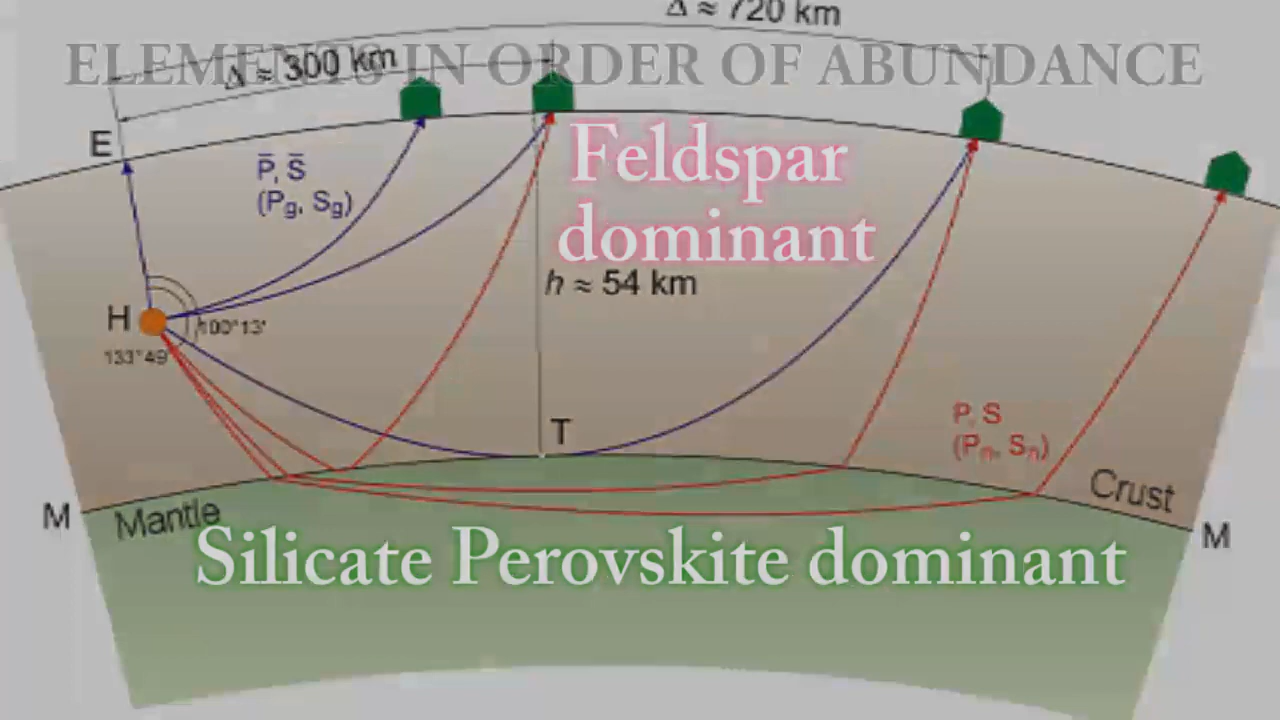 Δ ≈ 720 km
ELEMENTS IN ORDER OF ABUNDANCE
Δ ≈ 300 km
E
P̅, S̅
(Pg, Sg)
Feldspar
dominant
h ≈ 54 km
H
100°13'
133°49'
T
P, S
(Pn, Sn)
Crust
M
Mantle
M
Silicate Perovskite dominant